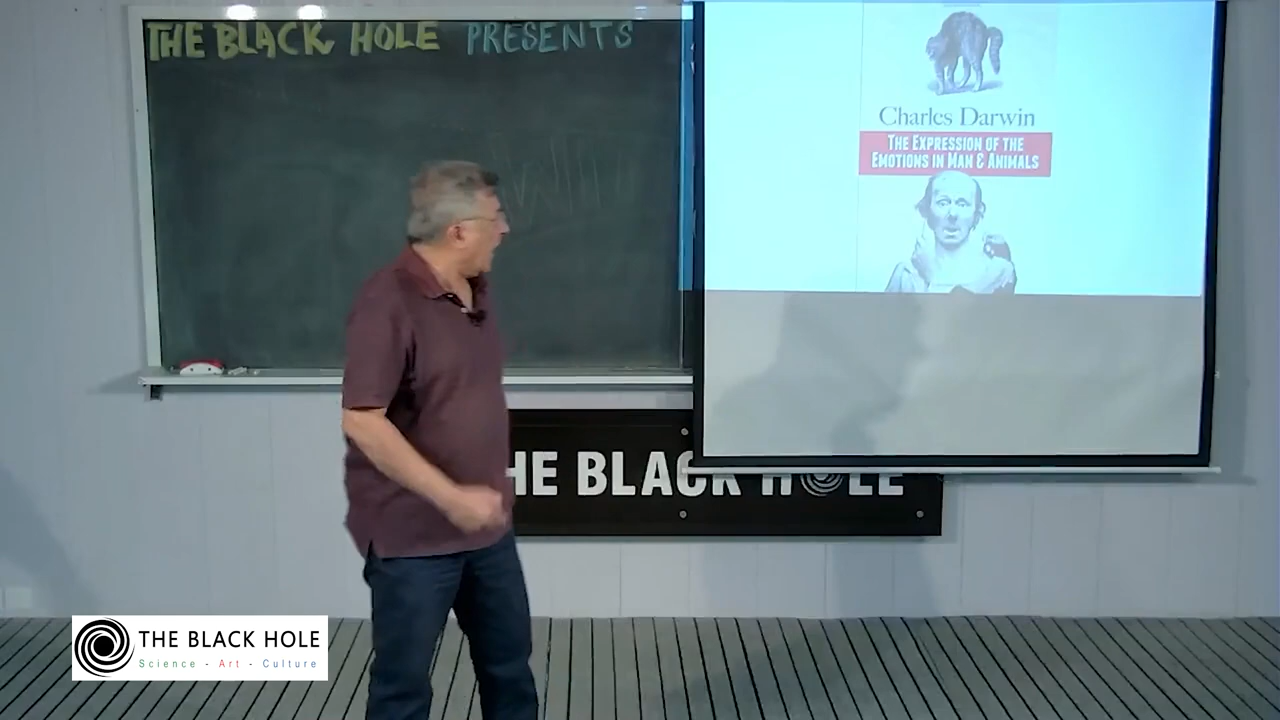 THE BLACK HOLE PRESENTS
Charles Darwin
THE EXPRESSION OF THE
EMOTIONS IN MAN & ANIMALS
HE BLACK HOLE
THE BLACK HOLE
Science - Art - Culture